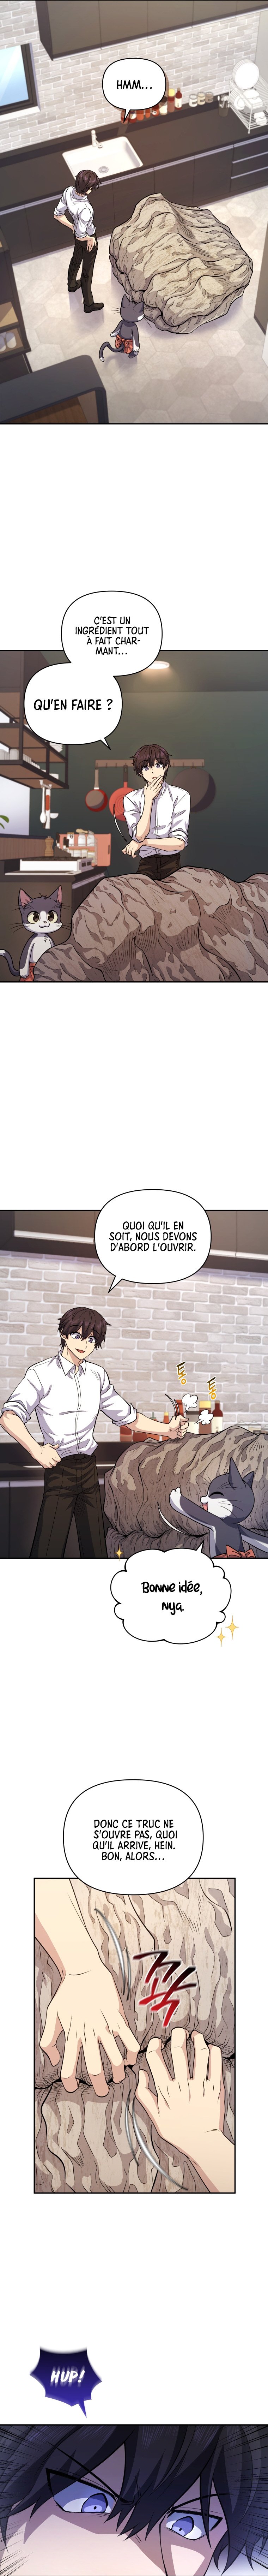 HMM...
C'EST UN
INGRÉDIENT TOUT
À FAIT CHAR-
MANT...
QU'EN FAIRE ?
QUOI QU'IL EN
SOIT, NOUS DEVONS
D'ABORD L'OUVRIR.
Bonne idée,
nya.
DONC CE TRUC NE
S'OUVRE PAS, QUOI
QU'IL ARRIVE, HEIN.
BON, ALORS...
HUP!